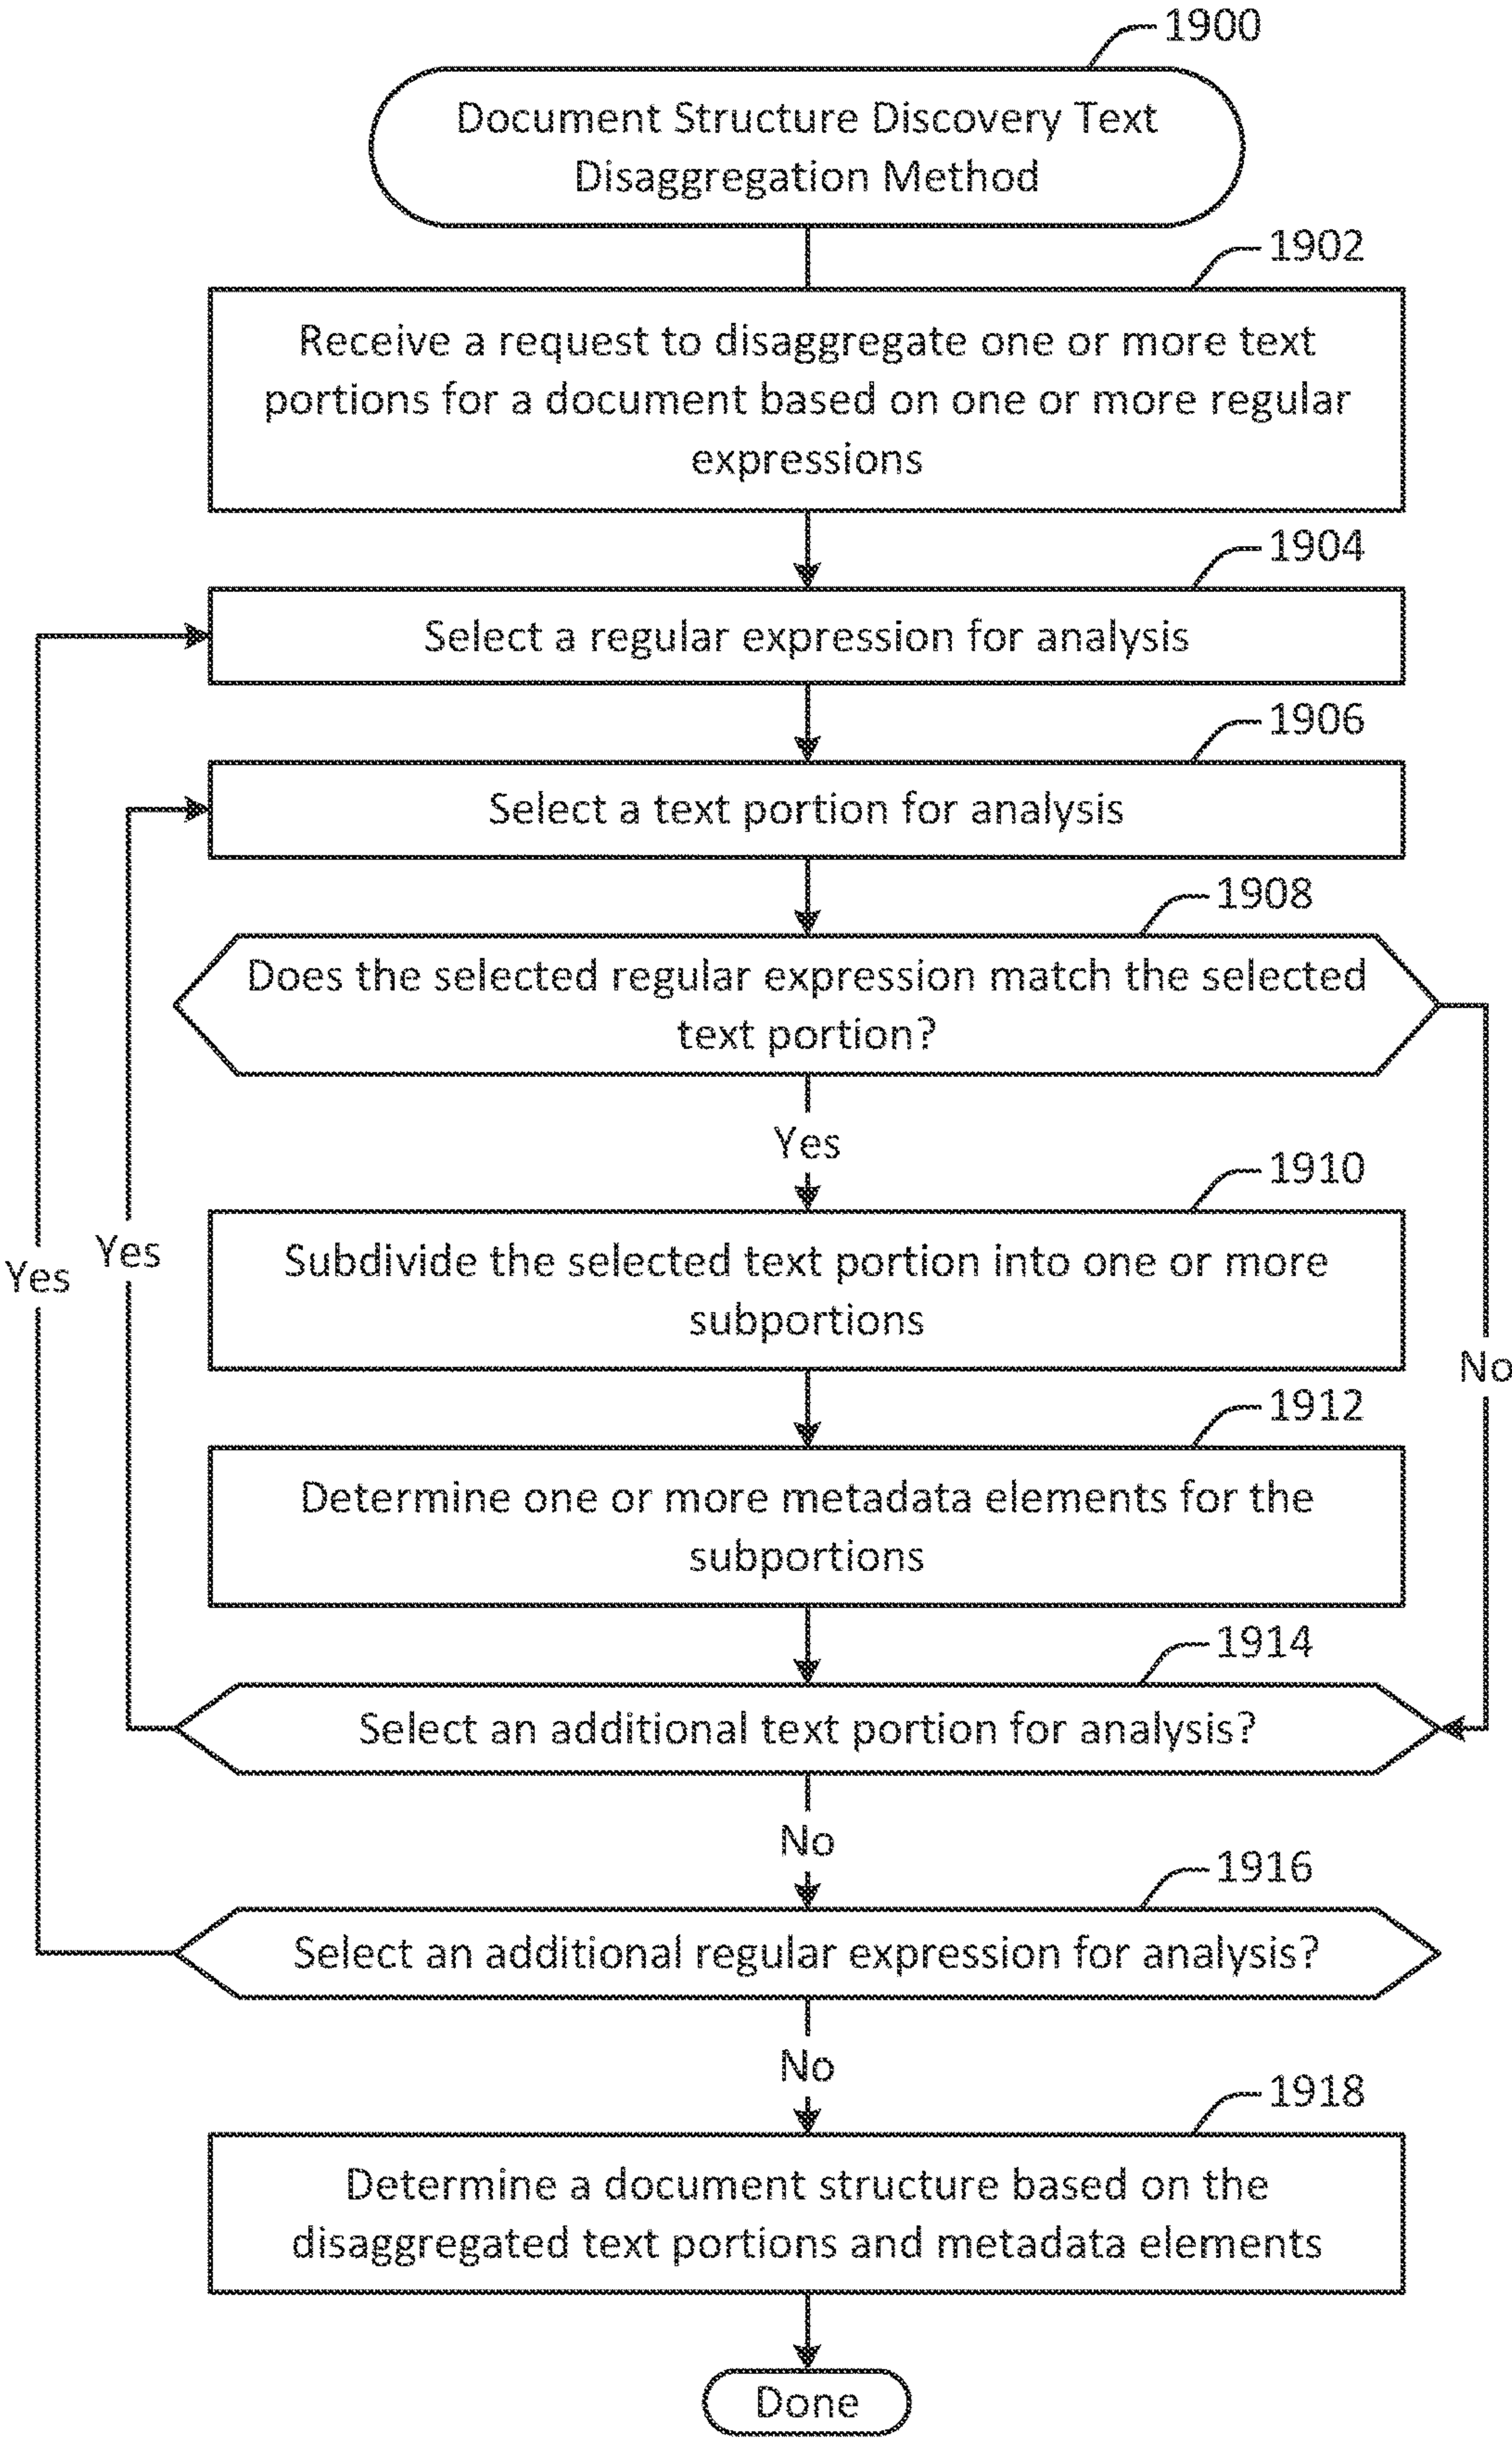 1900
Document Structure Discovery Text
Disaggregation Method
1902
Receive a request to disaggregate one or more text
portions for a document based on one or more regular
expressions
1904
Select a regular expression for analysis
1906
Select a text portion for analysis
1908
Does the selected regular expression match the selected
text portion?
Yes
1910
Subdivide the selected text portion into one or more
subportions
Yes
Yes
No
1912
Determine one or more metadata elements for the
subportions
1914
Select an additional text portion for analysis?
No
1916
Select an additional regular expression for analysis?
No
1918
Determine a document structure based on the
disaggregated text portions and metadata elements
Done